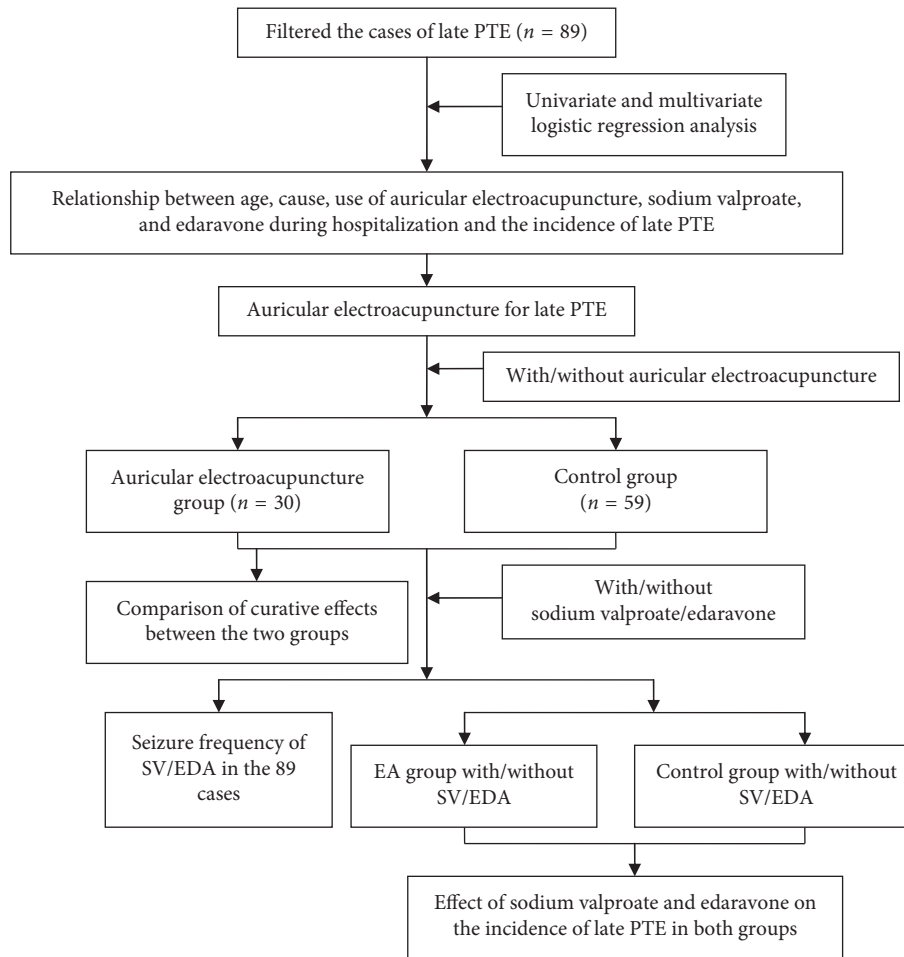 Filtered the cases of late PTE (n = 89)
Univariate and multivariate
logistic regression analysis
Relationship between age, cause, use of auricular electroacupuncture, sodium valproate,
and edaravone during hospitalization and the incidence of late PTE
Auricular electroacupuncture for late PTE
With/without auricular electroacupuncture
Auricular electroacupuncture
group (n = 30)
Control group
(n = 59)
Comparison of curative effects
between the two groups
With/without
sodium valproate/edaravone
Seizure frequency of
SV/EDA in the 89
cases
EA group with/without
SV/EDA
Control group with/without
SV/EDA
Effect of sodium valproate and edaravone on
the incidence of late PTE in both groups